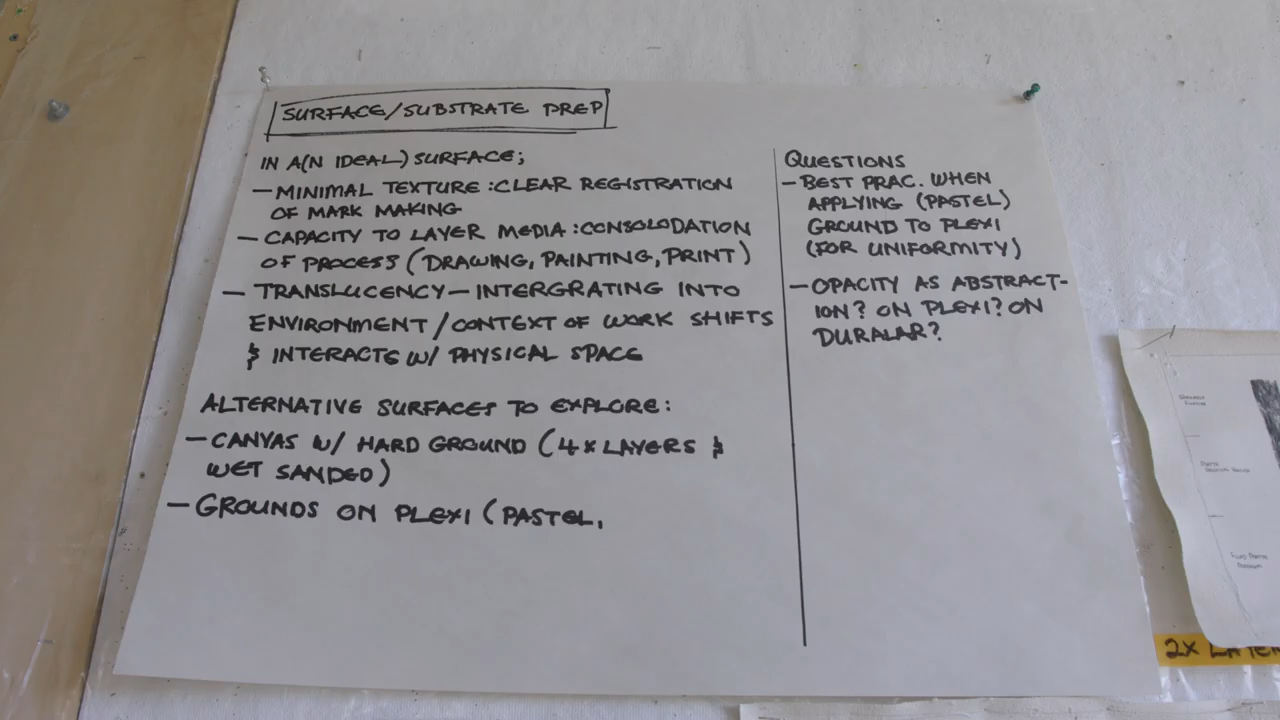 SURFACE/SUBSTRATE PREP
IN A(N IDEAL) SURFACE;
– MINIMAL TEXTURE : CLEAR REGISTRATION
OF MARK MAKING
– CAPACITY TO LAYER MEDIA : CONSOLODATION
OF PROCESS (DRAWING, PAINTING, PRINT)
– TRANSLUCENCY – INTERGRATING INTO
ENVIRONMENT / CONTEXT OF WORK SHIFTS
& INTERACTS W/ PHYSICAL SPACE
ALTERNATIVE SURFACES TO EXPLORE:
– CANVAS W/ HARD GROUND (4x LAYERS &
WET SANDED)
– GROUNDS ON PLEXI (PASTEL,
QUESTIONS
– BEST PRAC. WHEN
APPLYING (PASTEL)
GROUND TO PLEXI
(FOR UNIFORMITY)
– OPACITY AS ABSTRACT-
ION? ON PLEXI? ON
DURALAR?
2X